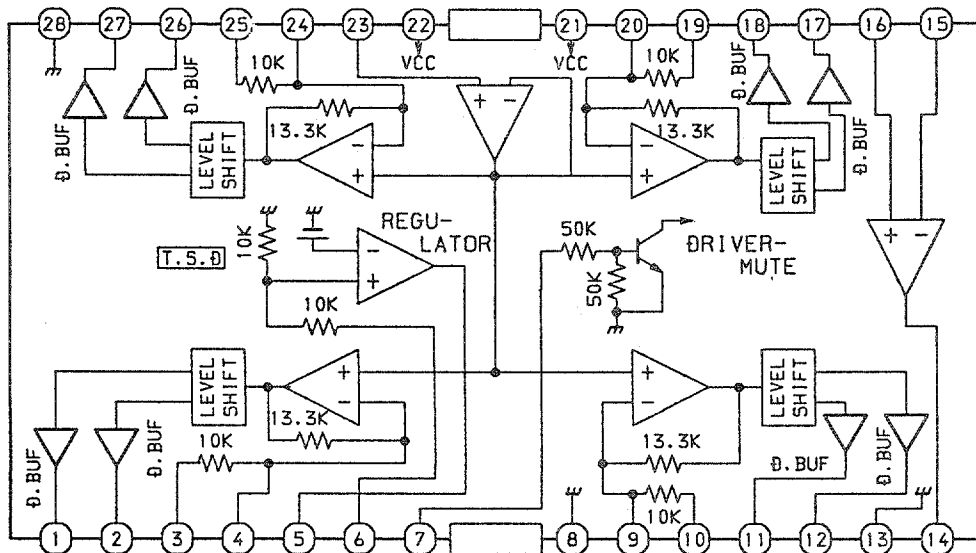 28 27 26 25 24 23 22 21 20 19 18 17 16 15
VCC VCC
10K 10K
D.BUF D.BUF D.BUF D.BUF
13.3K 13.3K
+ -
+ -
- +
- +
LEVEL SHIFT
LEVEL SHIFT
REGU-
LATOR
- +
10K
T.S.D
10K
50K
50K
DRIVER-
MUTE
LEVEL SHIFT
+ -
+ -
LEVEL SHIFT
13.3K 13.3K
10K 10K
D.BUF D.BUF D.BUF D.BUF
1 2 3 4 5 6 7 8 9 10 11 12 13 14